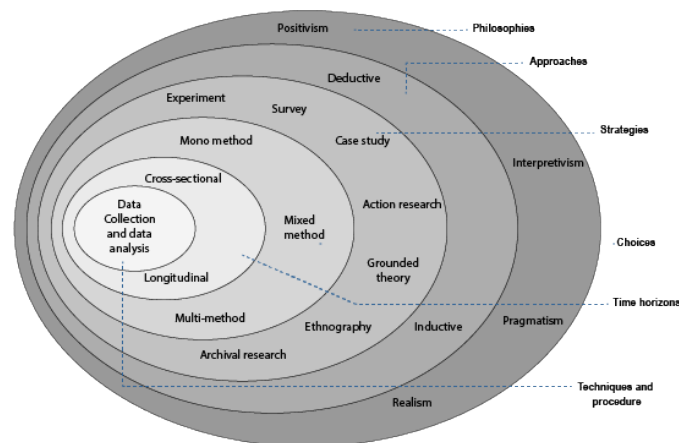 Positivism
Philosophies
Approaches
Deductive
Experiment
Survey
Strategies
Mono method
Case study
Interpretivism
Cross-sectional
Data
Collection
and data
analysis
Action research
Mixed
method
Choices
Grounded
theory
Longitudinal
Time horizons
Multi-method
Ethnography
Inductive
Pragmatism
Archival research
Techniques and
procedure
Realism